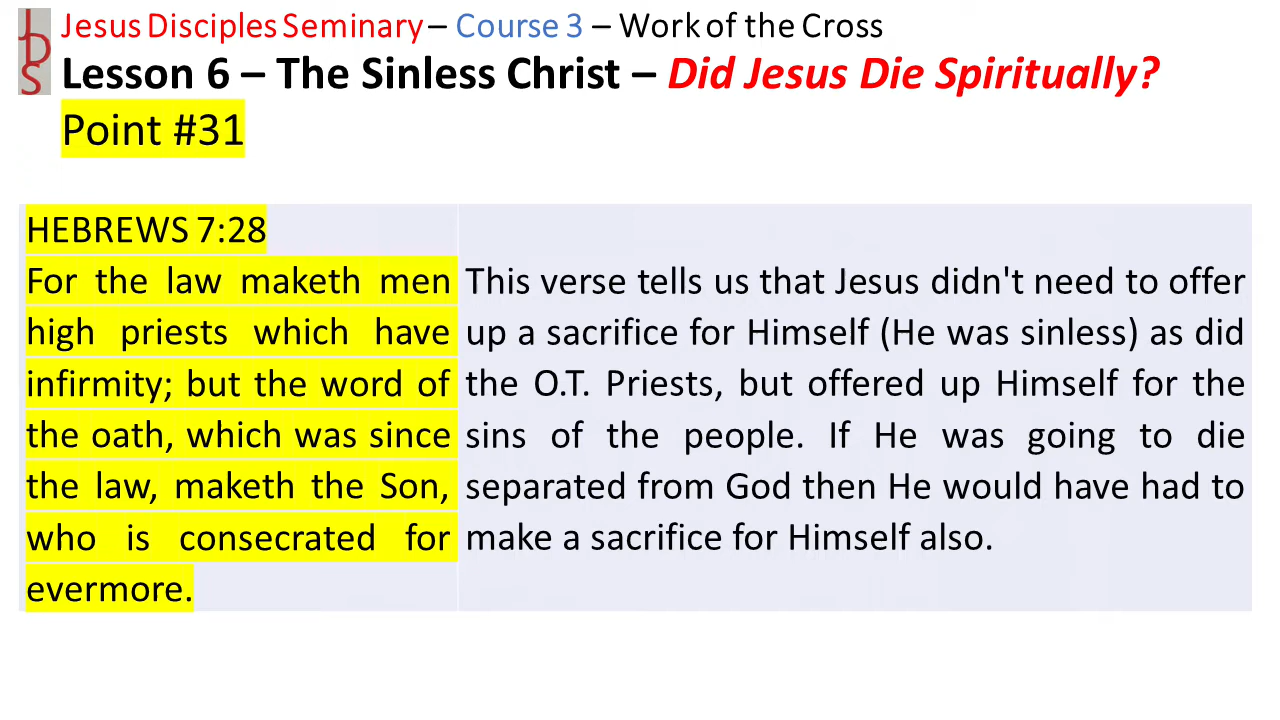 JDS
Jesus Disciples Seminary – Course 3 – Work of the Cross
Lesson 6 – The Sinless Christ – Did Jesus Die Spiritually?
Point #31
HEBREWS 7:28
For the law maketh men
high priests which have
infirmity; but the word of
the oath, which was since
the law, maketh the Son,
who is consecrated for
evermore.
This verse tells us that Jesus didn't need to offer
up a sacrifice for Himself (He was sinless) as did
the O.T. Priests, but offered up Himself for the
sins of the people. If He was going to die
separated from God then He would have had to
make a sacrifice for Himself also.